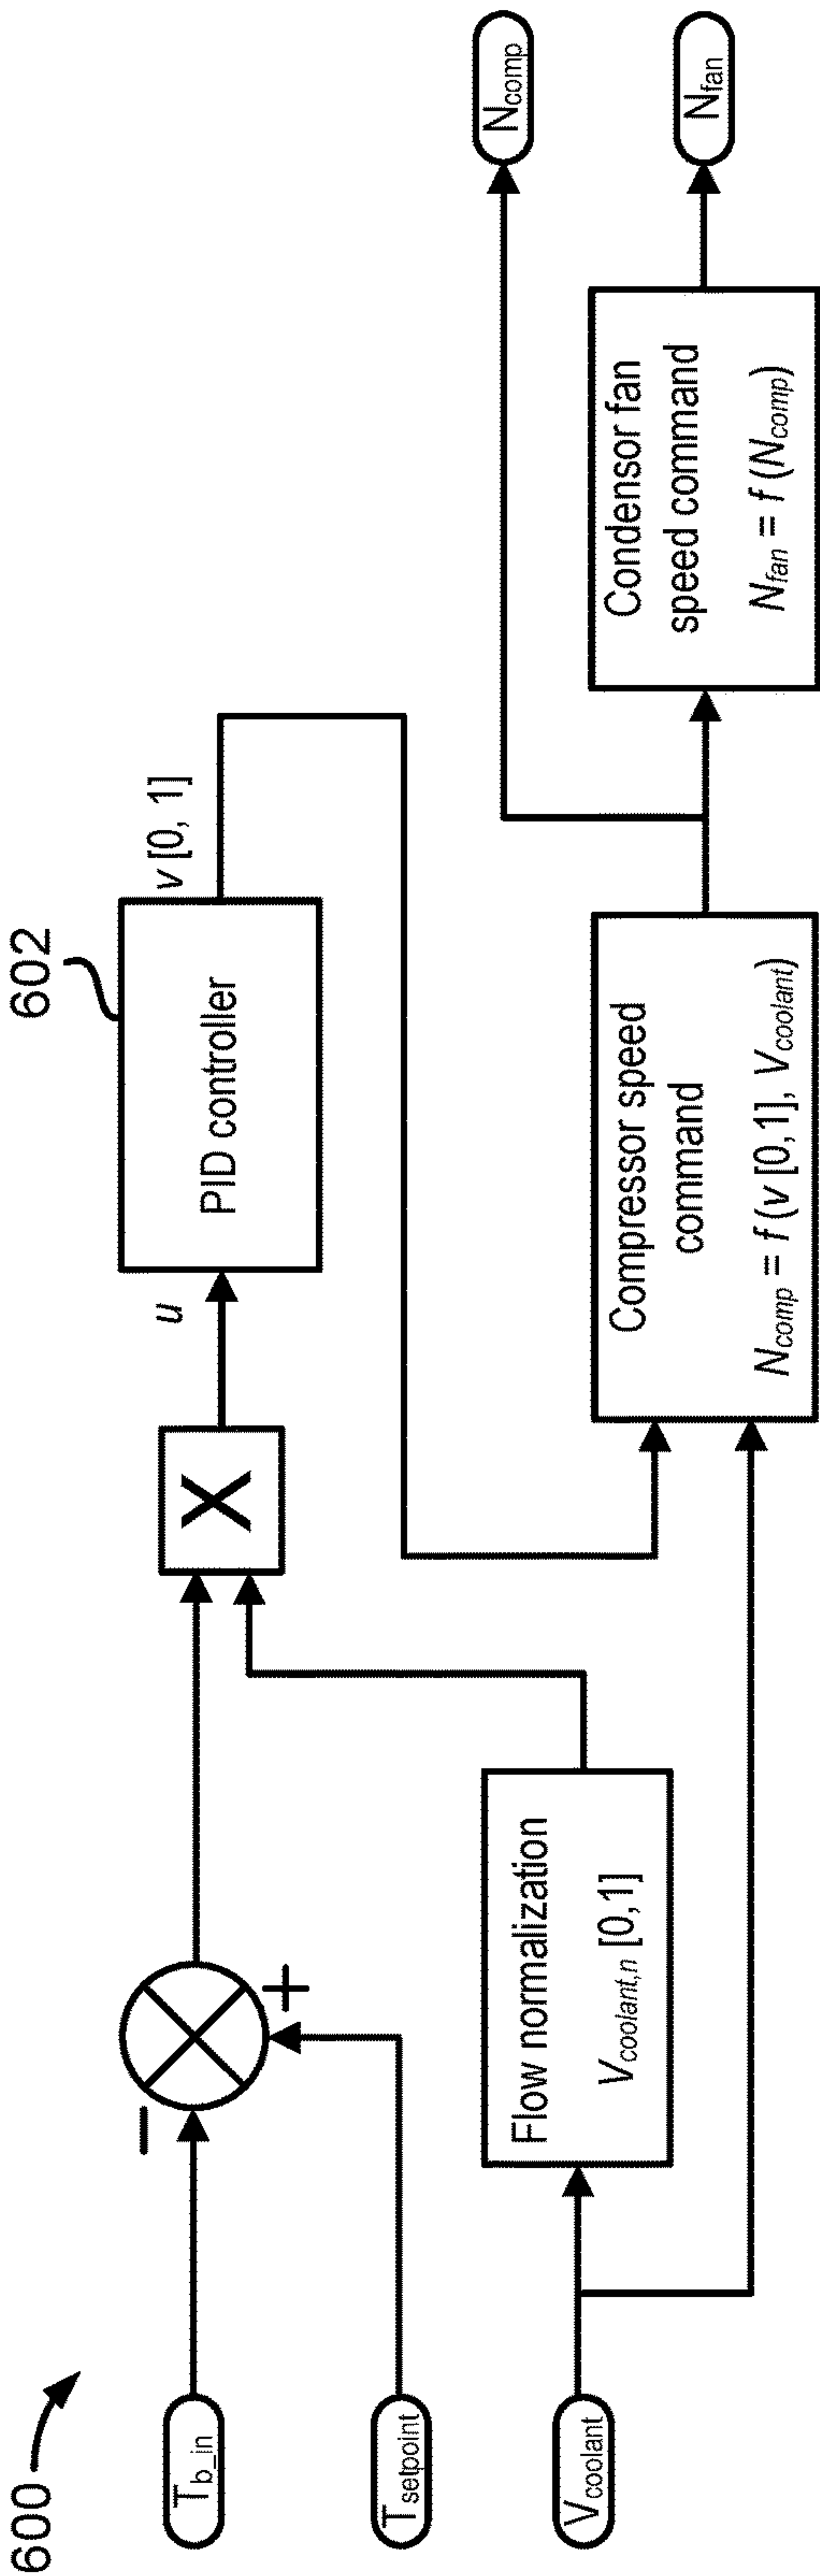 600
T_b_in
T_setpoint
V_coolant
−
+
Flow normalization
V_coolant,n [0,1]
X
u
602
PID controller
v [0, 1]
Compressor speed
command
N_comp = f (v [0,1], V_coolant)
Condensor fan
speed command
N_fan = f (N_comp)
N_comp
N_fan